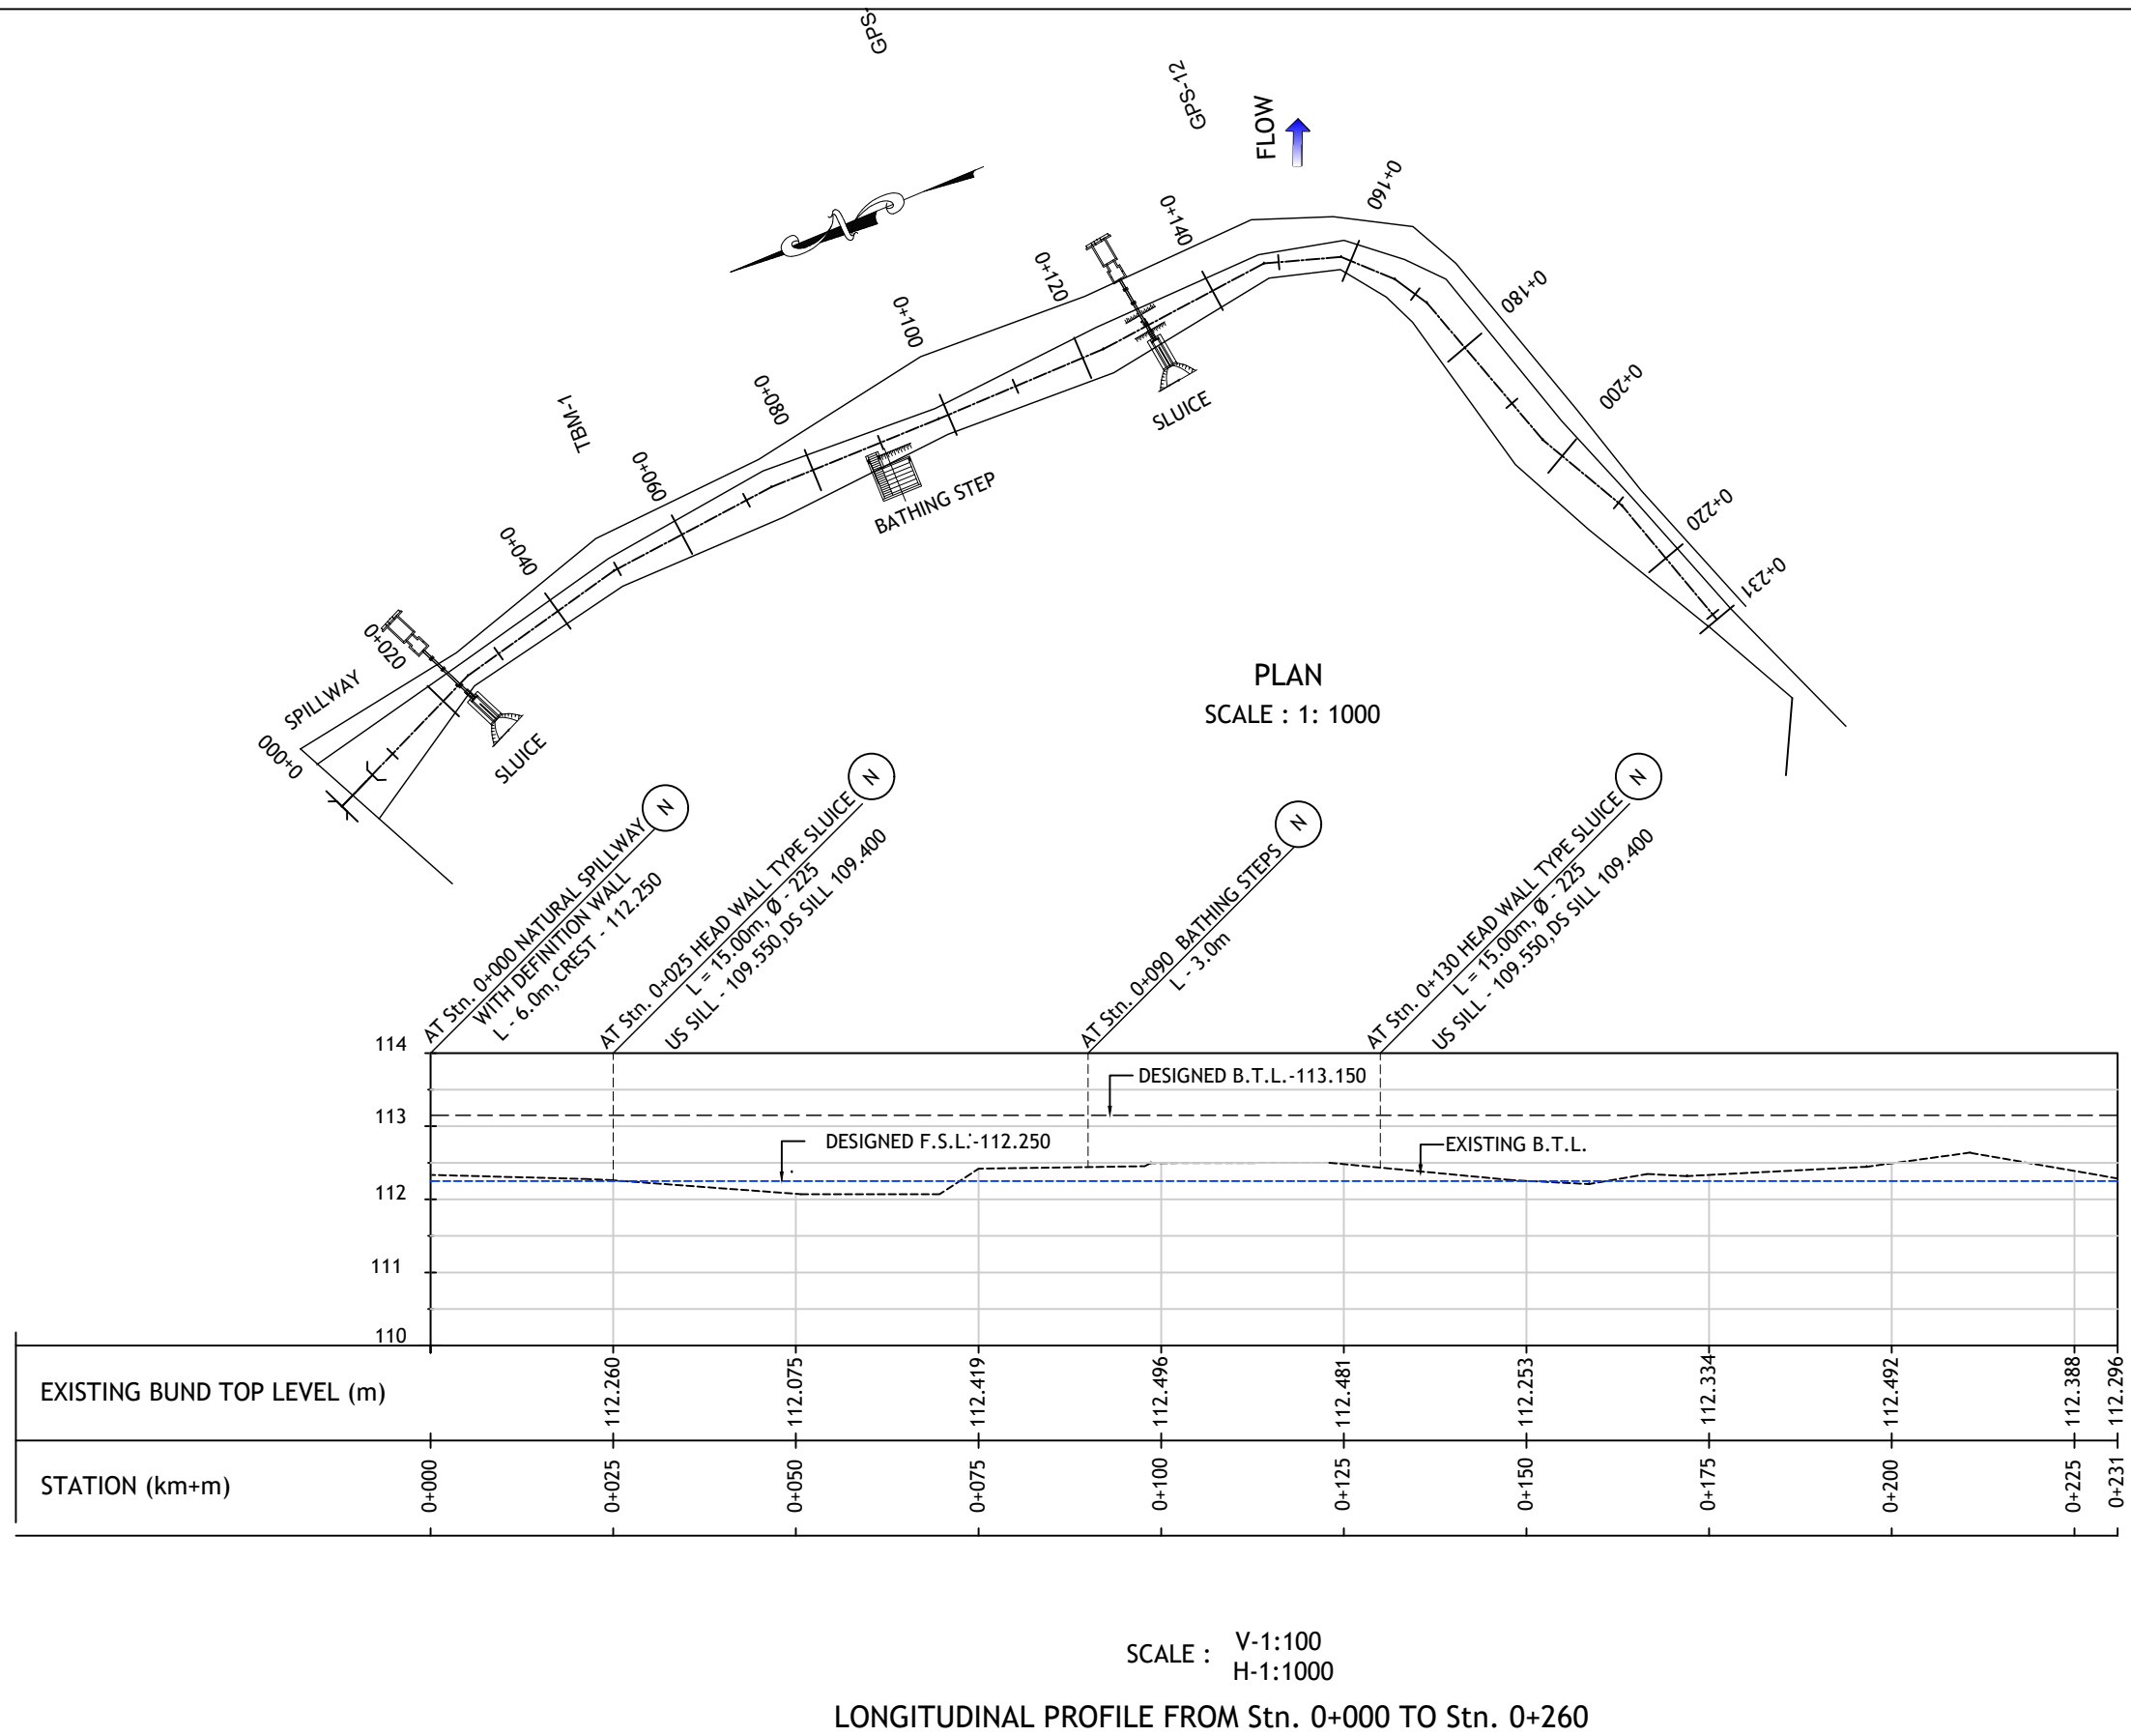 GPS-
GPS-12
FLOW
0+160
0+140
0+120
0+180
0+100
0+080
0+200
TBM-1
0+060
SLUICE
BATHING STEP
0+220
0+040
0+231
0+020
SPILLWAY
0+000
SLUICE
PLAN
SCALE : 1: 1000
N
N
N
N
AT Stn. 0+000 NATURAL SPILLWAY
WITH DEFINITION WALL
L - 6.0m,CREST - 112.250
AT Stn. 0+025 HEAD WALL TYPE SLUICE
L = 15.00m, Ø - 225
US SILL - 109.550,DS SILL 109.400
AT Stn. 0+090 BATHING STEPS
L - 3.0m
AT Stn. 0+130 HEAD WALL TYPE SLUICE
L = 15.00m, Ø - 225
US SILL - 109.550,DS SILL 109.400
114
DESIGNED B.T.L.-113.150
113
DESIGNED F.S.L.-112.250
EXISTING B.T.L.
112
111
110
EXISTING BUND TOP LEVEL (m) 112.260 112.075 112.419 112.496 112.481 112.253 112.334 112.492 112.388 112.296
STATION (km+m) 0+000 0+025 0+050 0+075 0+100 0+125 0+150 0+175 0+200 0+225 0+231
SCALE : V-1:100
H-1:1000
LONGITUDINAL PROFILE FROM Stn. 0+000 TO Stn. 0+260